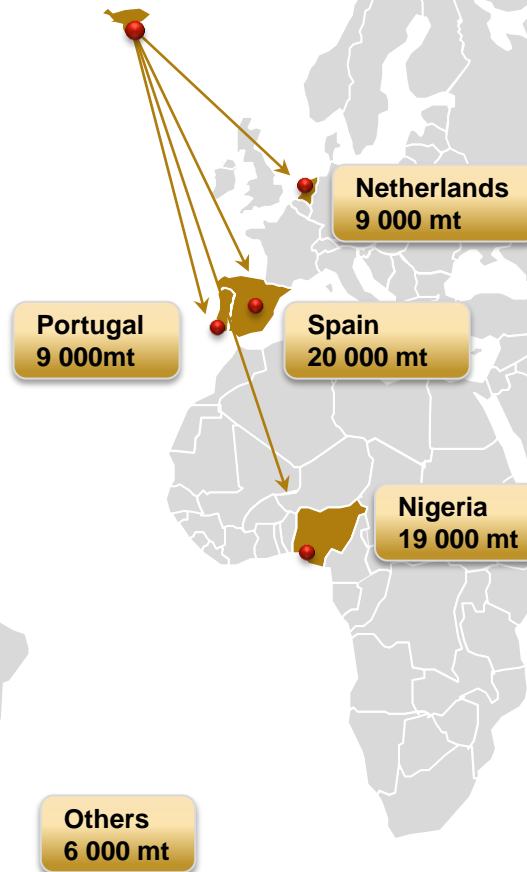 Netherlands
9 000 mt
Portugal
9 000mt
Spain
20 000 mt
Nigeria
19 000 mt
Others
6 000 mt